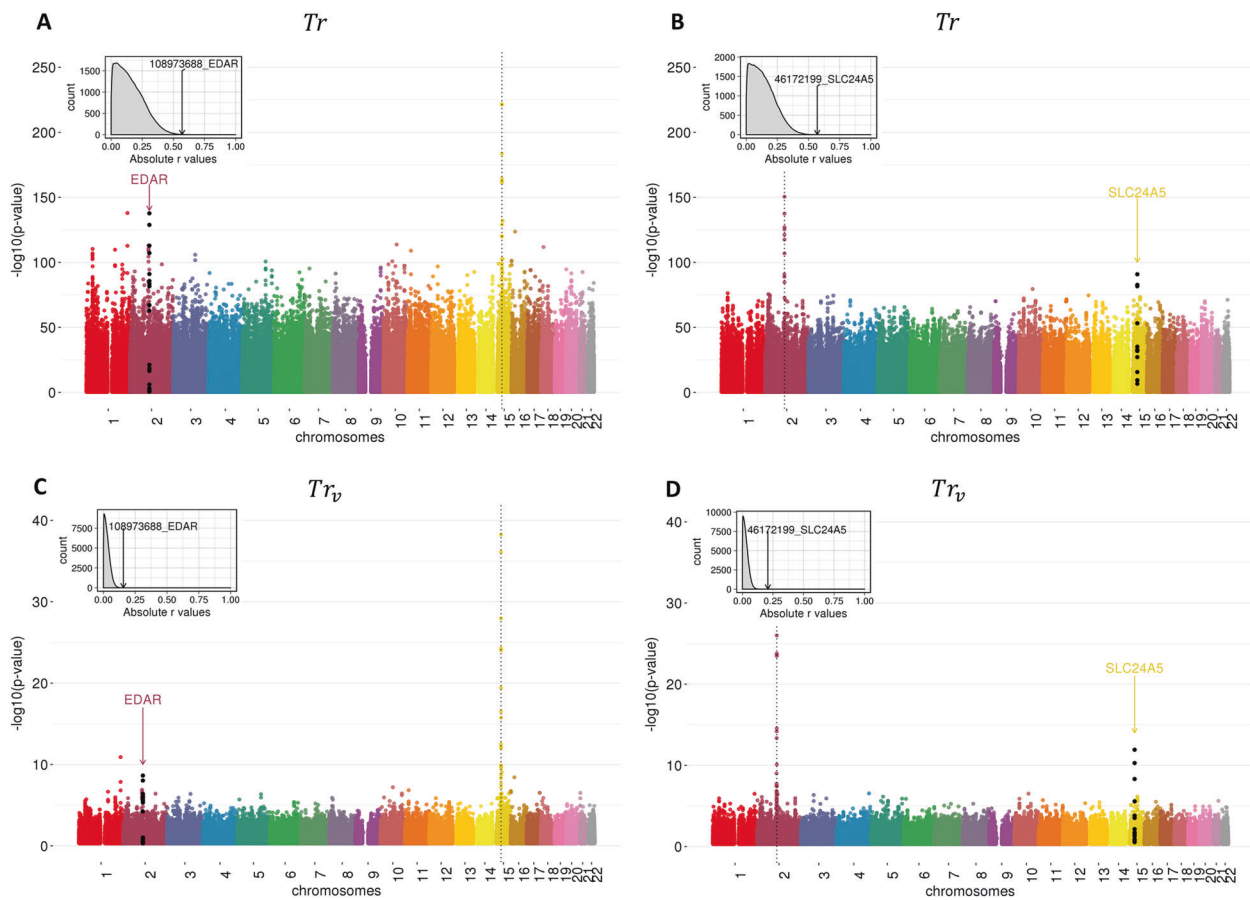 A
Tr
-log10(p-value)
250
200
150
100
50
0
count
1500
1000
500
0
108973688_EDAR
0.00 0.25 0.50 0.75 1.00
Absolute r values
EDAR
1 2 3 4 5 6 7 8 9 10 11 12 13 14 15 16 17 18 19 20 21 22
chromosomes
B
Tr
-log10(p-value)
250
200
150
100
50
0
count
2000
1500
1000
500
0
46172199_SLC24A5
0.00 0.25 0.50 0.75 1.00
Absolute r values
SLC24A5
1 2 3 4 5 6 7 8 9 10 11 12 13 14 15 16 17 18 19 20 21 22
chromosomes
C
Trv
-log10(p-value)
40
30
20
10
0
count
7500
5000
2500
0
108973688_EDAR
0.00 0.25 0.50 0.75 1.00
Absolute r values
EDAR
1 2 3 4 5 6 7 8 9 10 11 12 13 14 15 16 17 18 19 20 21 22
chromosomes
D
Trv
-log10(p-value)
40
30
20
10
0
count
10000
7500
5000
2500
0
46172199_SLC24A5
0.00 0.25 0.50 0.75 1.00
Absolute r values
SLC24A5
1 2 3 4 5 6 7 8 9 10 11 12 13 14 15 16 17 18 19 20 21 22
chromosomes